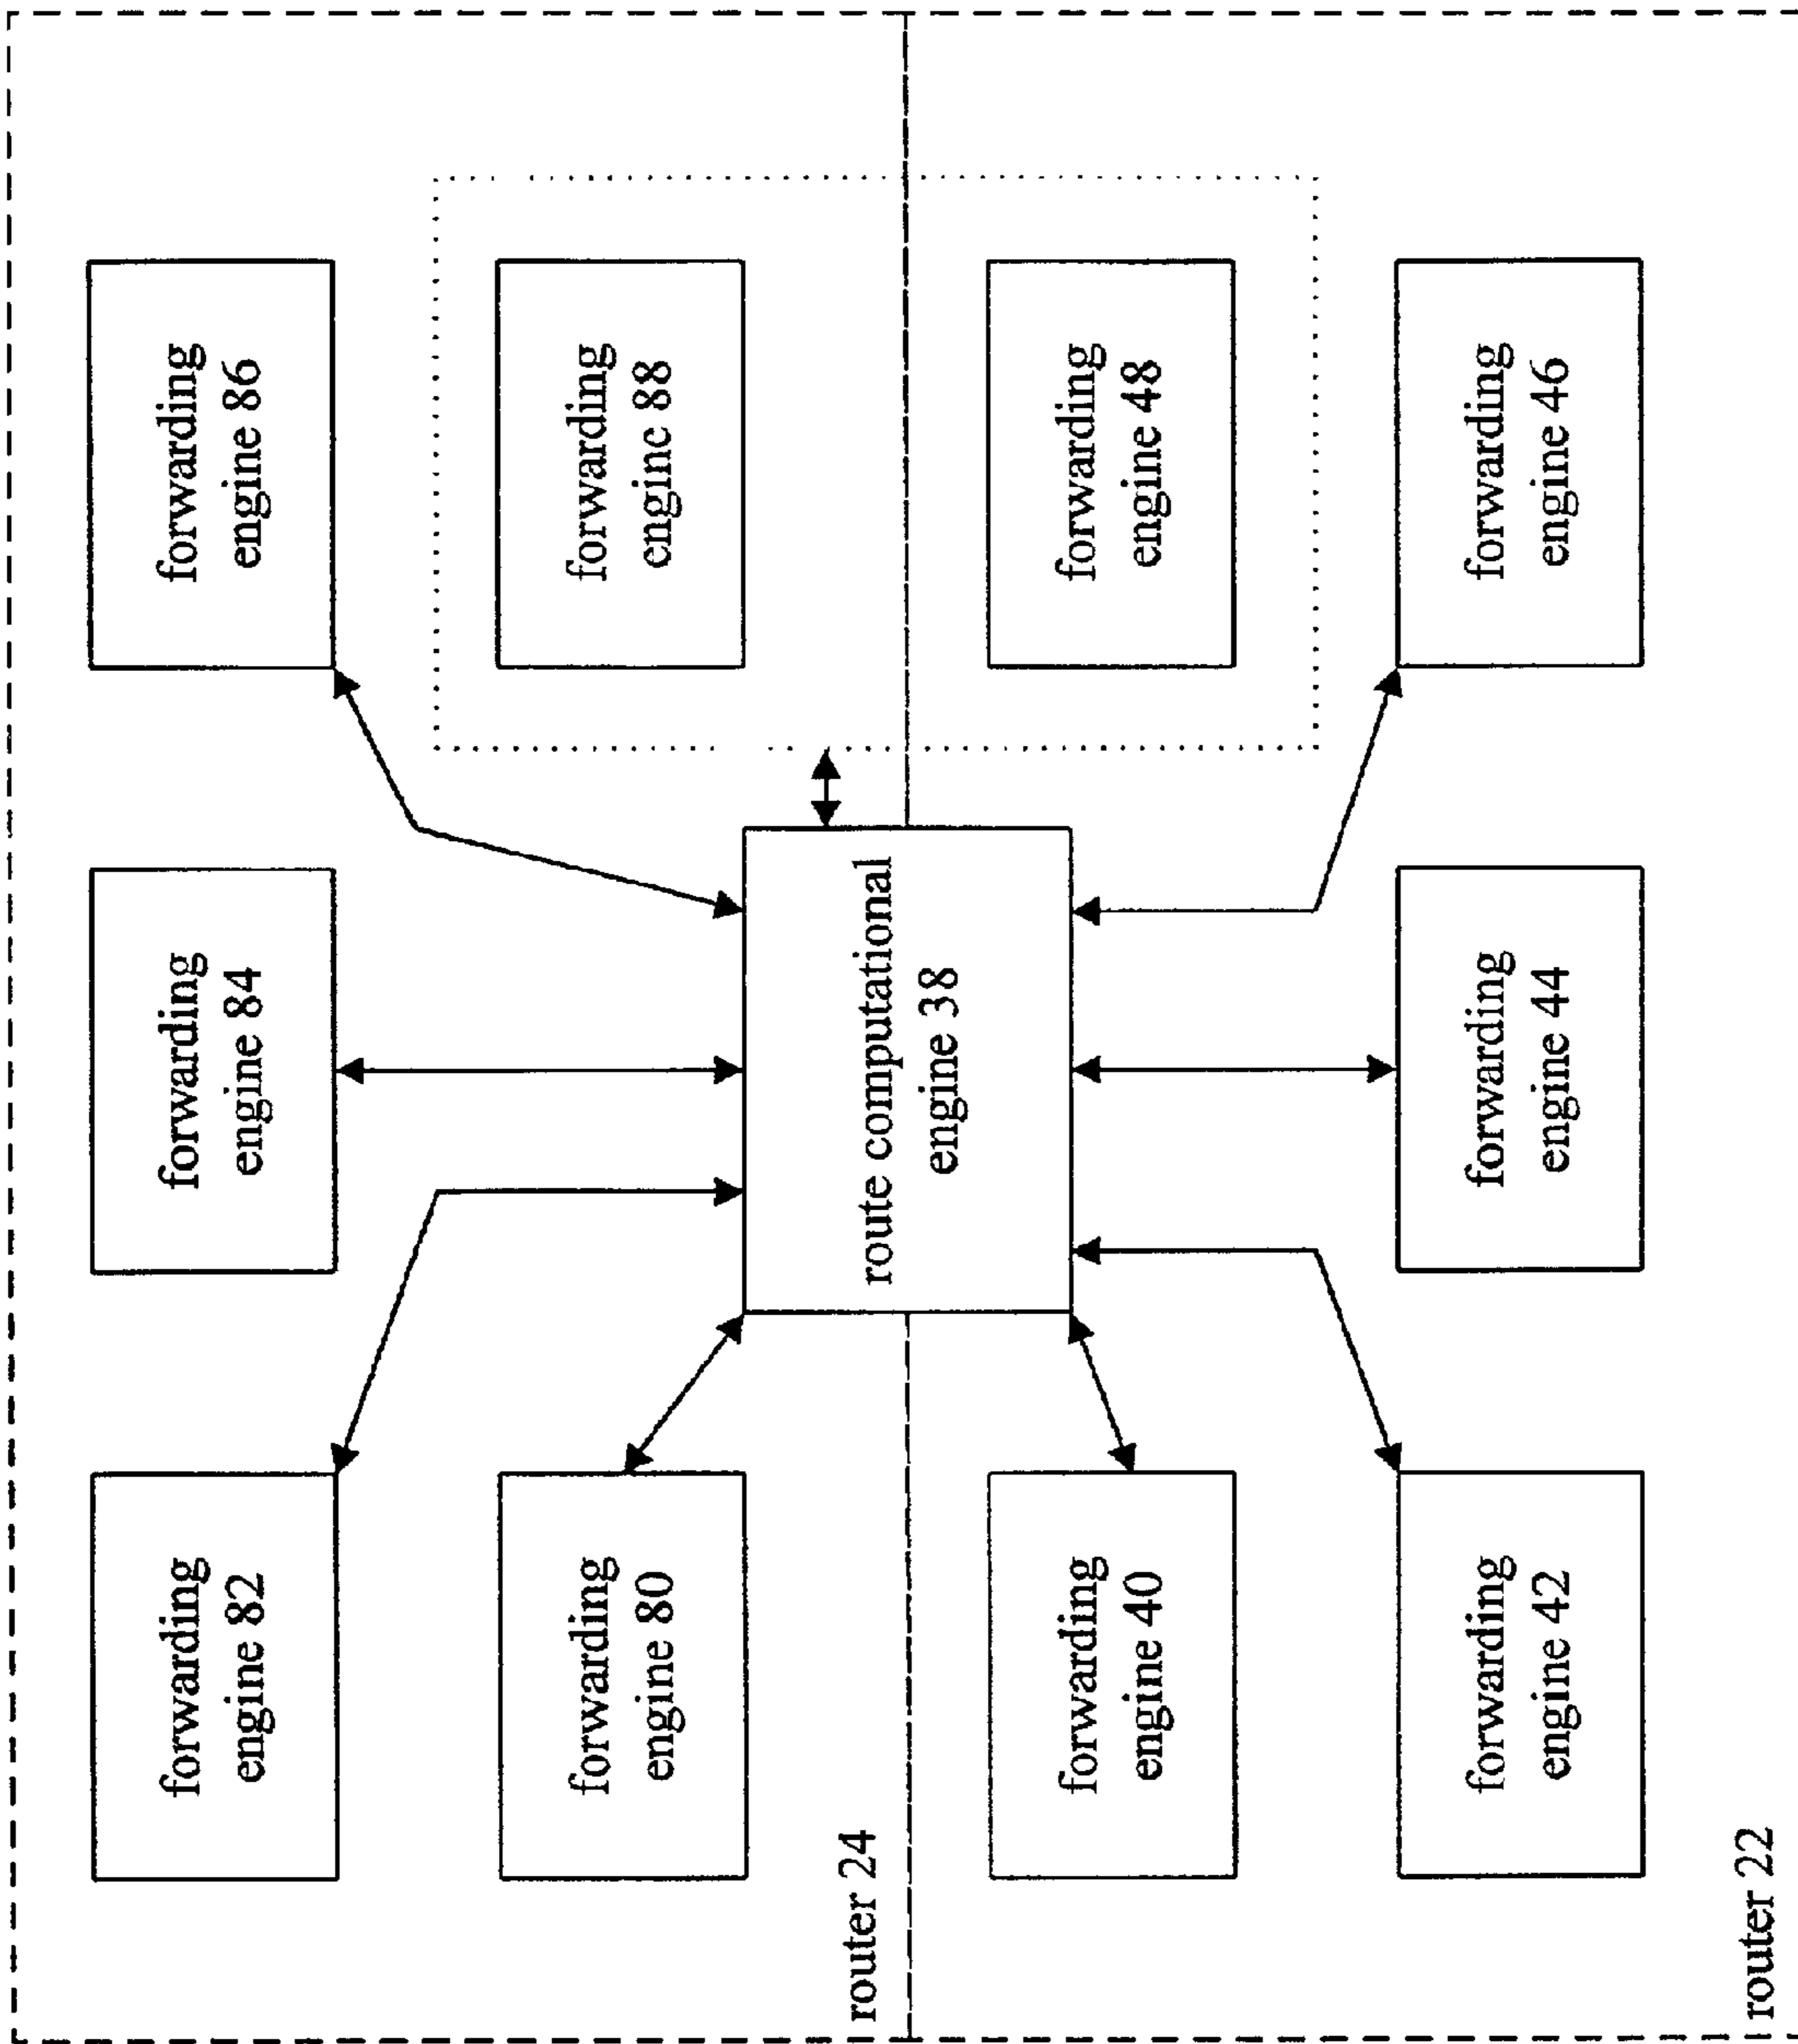 forwarding
engine 82
forwarding
engine 84
forwarding
engine 86
forwarding
engine 80
forwarding
engine 88
router 24
route computational
engine 38
forwarding
engine 40
forwarding
engine 48
forwarding
engine 42
forwarding
engine 44
forwarding
engine 46
router 22